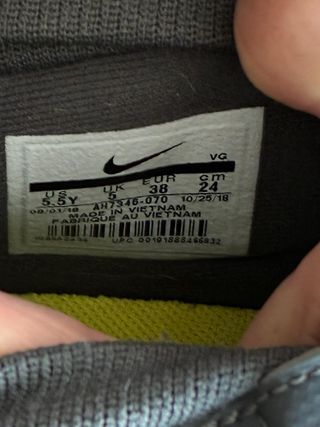 VG
US UK EUR cm
5.5Y 5 38 24
AH7346-070
08/01/18 10/25/18
MADE IN VIETNAM
FABRIQUE AU VIETNAM
UPC